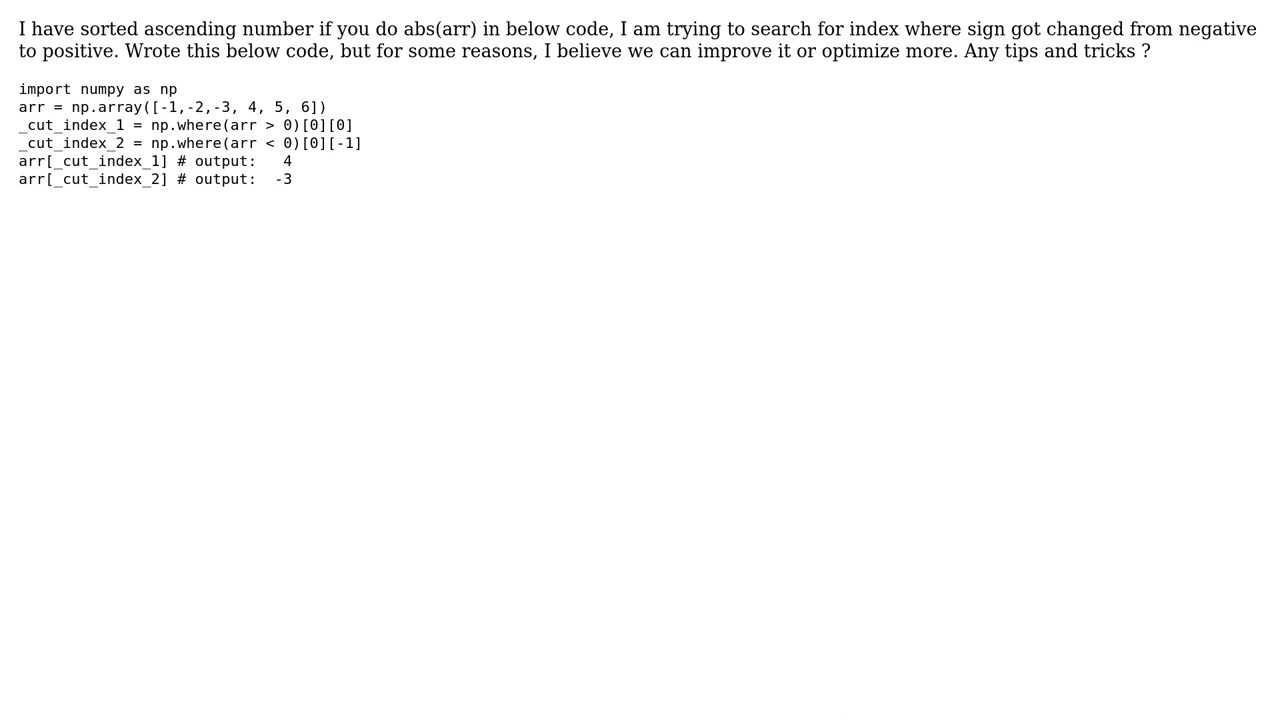 I have sorted ascending number if you do abs(arr) in below code, I am trying to search for index where sign got changed from negative
to positive. Wrote this below code, but for some reasons, I believe we can improve it or optimize more. Any tips and tricks ?
import numpy as np
arr = np.array([-1,-2,-3, 4, 5, 6])
_cut_index_1 = np.where(arr > 0)[0][0]
_cut_index_2 = np.where(arr < 0)[0][-1]
arr[_cut_index_1] # output:   4
arr[_cut_index_2] # output:  -3